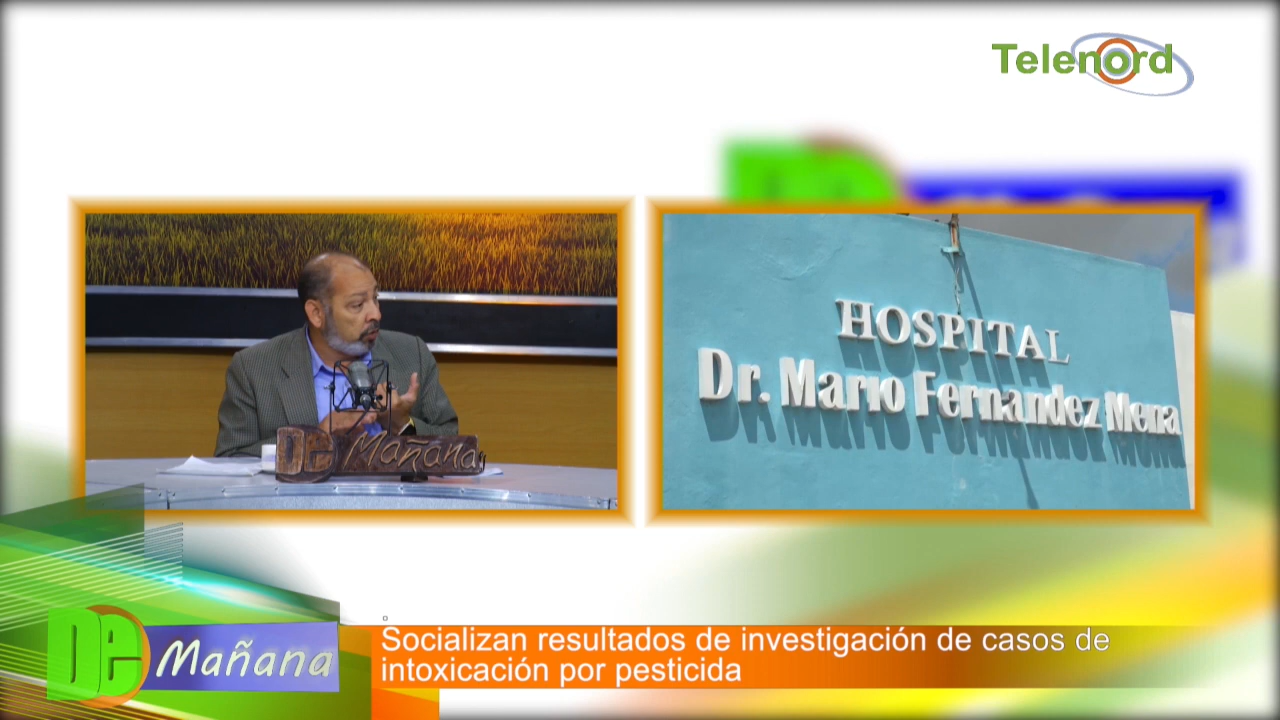 Telenord
HOSPITAL
Dr. Mario Fernandez Mena
De Mañana
De Mañana
Socializan resultados de investigación de casos de
intoxicación por pesticida